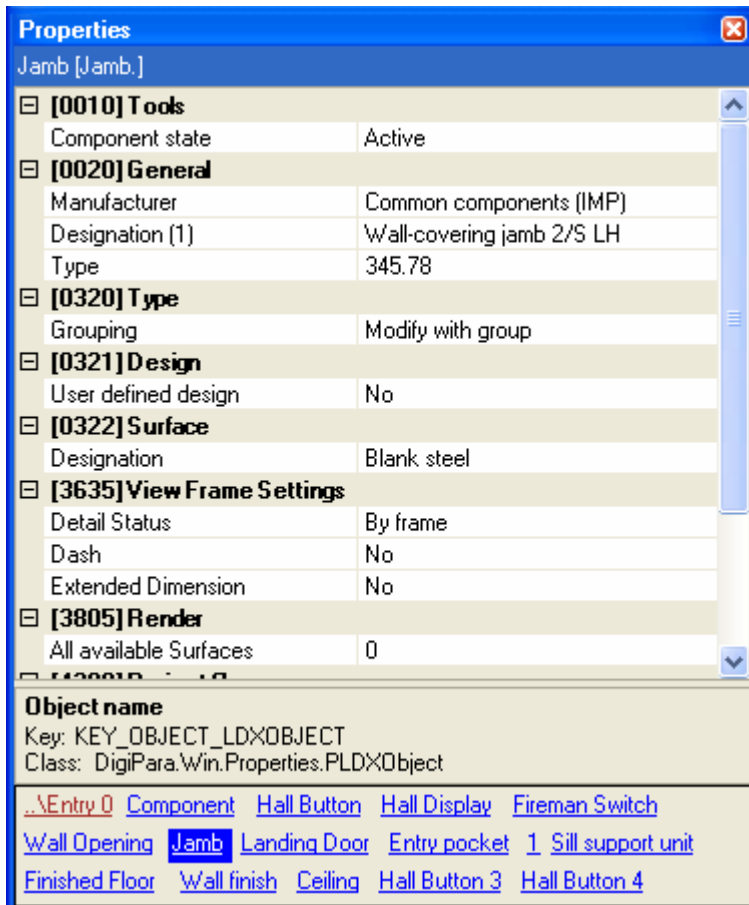 Properties
Jamb [Jamb.]
[0010] Tools
Component state Active
[0020] General
Manufacturer Common components (IMP)
Designation (1) Wall-covering jamb 2/S LH
Type 345.78
[0320] Type
Grouping Modify with group
[0321] Design
User defined design No
[0322] Surface
Designation Blank steel
[3635] View Frame Settings
Detail Status By frame
Dash No
Extended Dimension No
[3805] Render
All available Surfaces 0
Object name
Key: KEY_OBJECT_LDXOBJECT
Class: DigiPara.Win.Properties.PLDXObject
..\Entry 0 Component Hall Button Hall Display Fireman Switch
Wall Opening Jamb Landing Door Entry pocket 1 Sill support unit
Finished Floor Wall finish Ceiling Hall Button 3 Hall Button 4